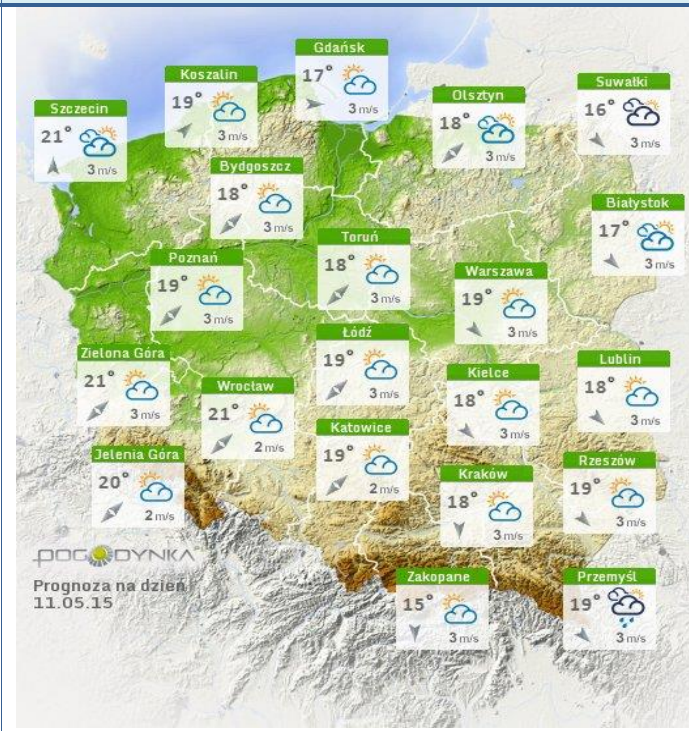 Gdańsk
17°
3 m/s
Koszalin
19°
3 m/s
Suwałki
16°
3 m/s
Olsztyn
18°
3 m/s
Szczecin
21°
3 m/s
Bydgoszcz
18°
3 m/s
Białystok
17°
3 m/s
Toruń
18°
3 m/s
Poznań
19°
3 m/s
Warszawa
19°
3 m/s
Łódź
19°
3 m/s
Zielona Góra
21°
3 m/s
Lublin
18°
3 m/s
Kielce
18°
3 m/s
Wrocław
21°
2 m/s
Katowice
19°
2 m/s
Jelenia Góra
20°
2 m/s
Rzeszów
19°
3 m/s
Kraków
18°
3 m/s
POGODYNKA
Prognoza na dzień
11.05.15
Zakopane
15°
3 m/s
Przemyśl
19°
3 m/s